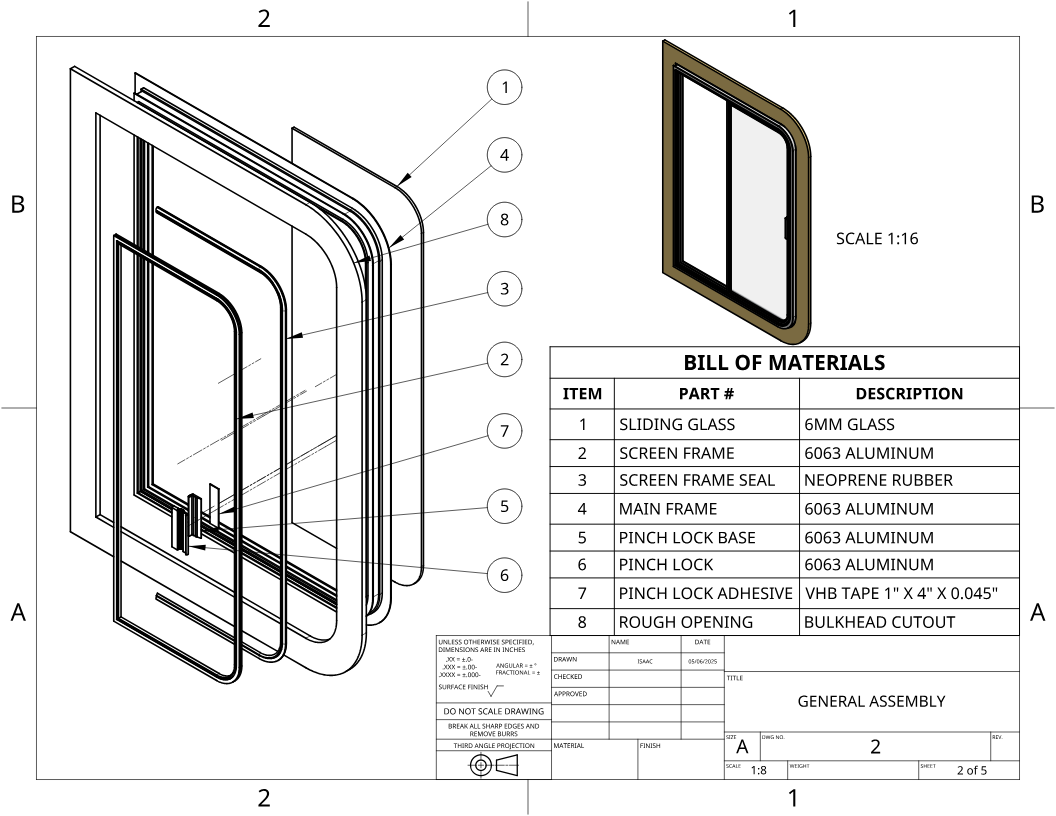 2
1
B
B
A
A
1
4
8
3
2
7
5
6
SCALE 1:16
BILL OF MATERIALS
ITEM PART # DESCRIPTION
1 SLIDING GLASS 6MM GLASS
2 SCREEN FRAME 6063 ALUMINUM
3 SCREEN FRAME SEAL NEOPRENE RUBBER
4 MAIN FRAME 6063 ALUMINUM
5 PINCH LOCK BASE 6063 ALUMINUM
6 PINCH LOCK 6063 ALUMINUM
7 PINCH LOCK ADHESIVE VHB TAPE 1" X 4" X 0.045"
8 ROUGH OPENING BULKHEAD CUTOUT
UNLESS OTHERWISE SPECIFIED,
DIMENSIONS ARE IN INCHES
.XX = ±.0-
.XXX = ±.00-
.XXXX = ±.000-
ANGULAR = ± °
FRACTIONAL = ±
SURFACE FINISH
DO NOT SCALE DRAWING
BREAK ALL SHARP EDGES AND
REMOVE BURRS
THIRD ANGLE PROJECTION
NAME DATE
DRAWN ISAAC 05/06/2025
CHECKED
APPROVED
MATERIAL FINISH
TITLE
GENERAL ASSEMBLY
SIZE DWG NO. REV.
A 2
SCALE 1:8 WEIGHT SHEET 2 of 5
2
1